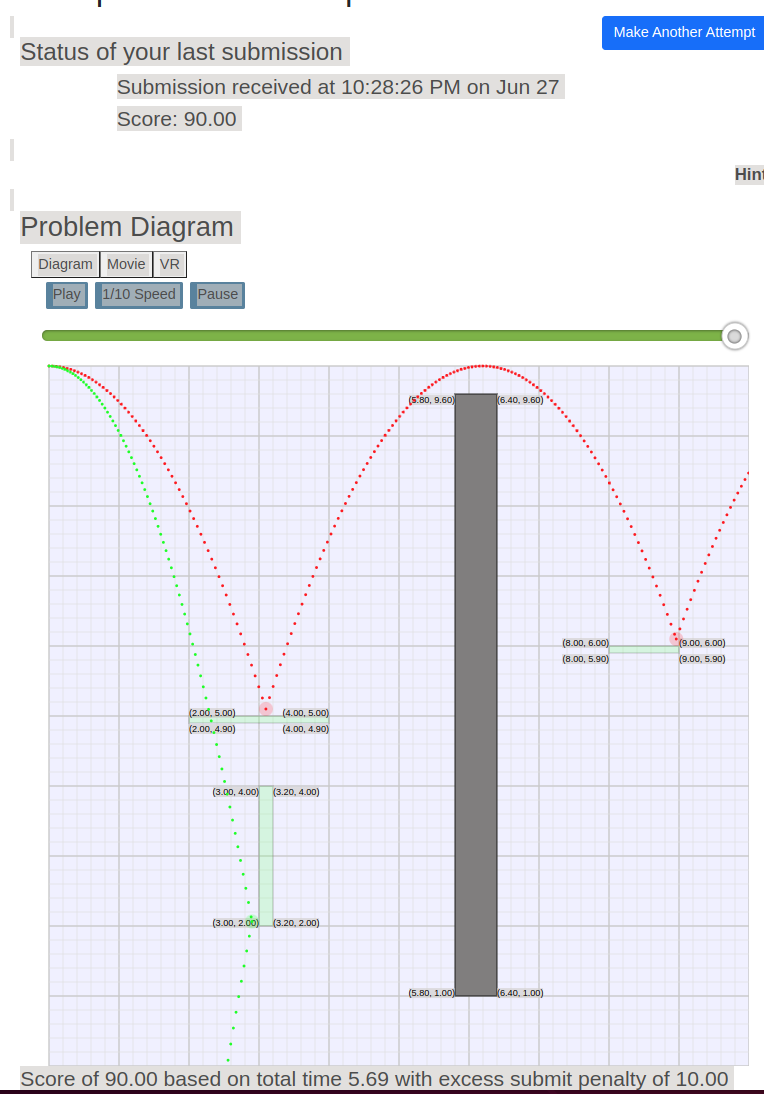 Make Another Attempt
Status of your last submission
Submission received at 10:28:26 PM on Jun 27
Score: 90.00
Hint
Problem Diagram
Diagram Movie VR
Play 1/10 Speed Pause
(5.80, 9.60) (6.40, 9.60)
(8.00, 6.00) (9.00, 6.00)
(8.00, 5.90) (9.00, 5.90)
(2.00, 5.00) (4.00, 5.00)
(2.00, 4.90) (4.00, 4.90)
(3.00, 4.00) (3.20, 4.00)
(3.00, 2.00) (3.20, 2.00)
(5.80, 1.00) (6.40, 1.00)
Score of 90.00 based on total time 5.69 with excess submit penalty of 10.00